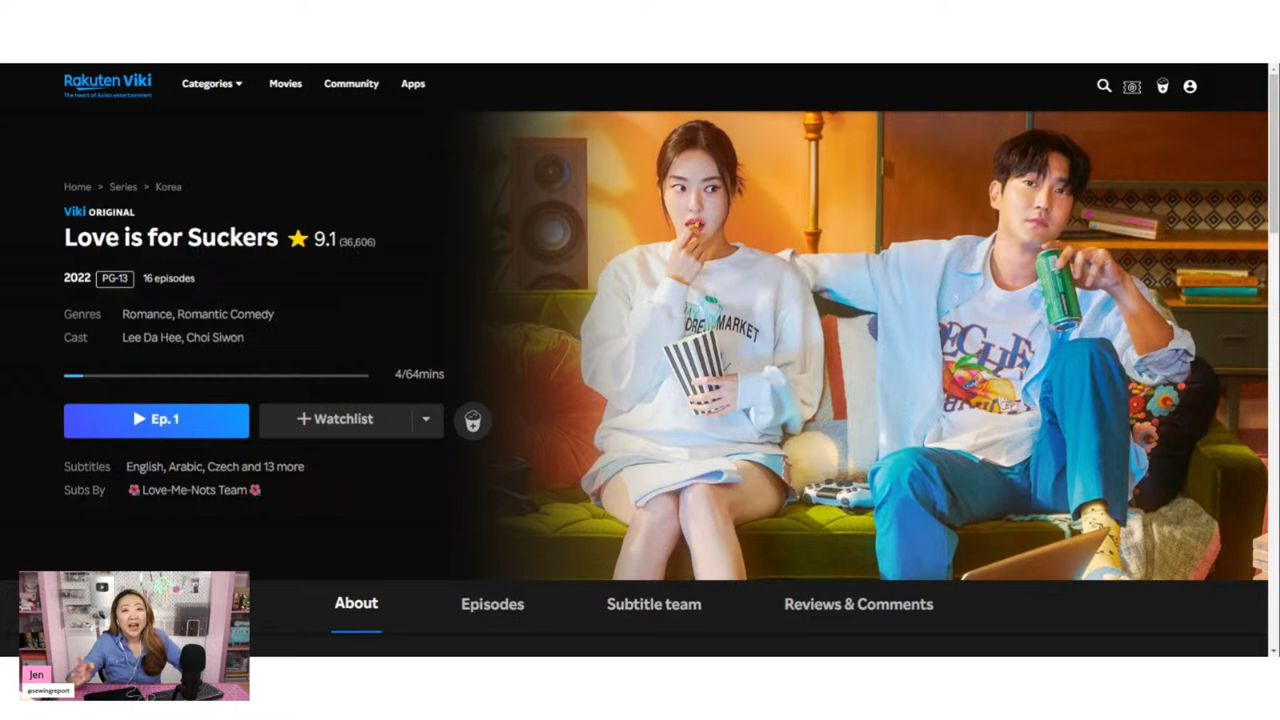 Rakuten Viki
The heart of Asian entertainment
Categories
Movies
Community
Apps
Home > Series > Korea
Viki ORIGINAL
Love is for Suckers
9.1 (36,606)
2022 PG-13 16 episodes
Genres Romance, Romantic Comedy
Cast Lee Da Hee, Choi Siwon
4/64mins
Ep. 1
Watchlist
Subtitles English, Arabic, Czech and 13 more
Subs By 🌺Love-Me-Nots Team🌺
MARKET
About
Episodes
Subtitle team
Reviews & Comments
Jen
@sewingreport